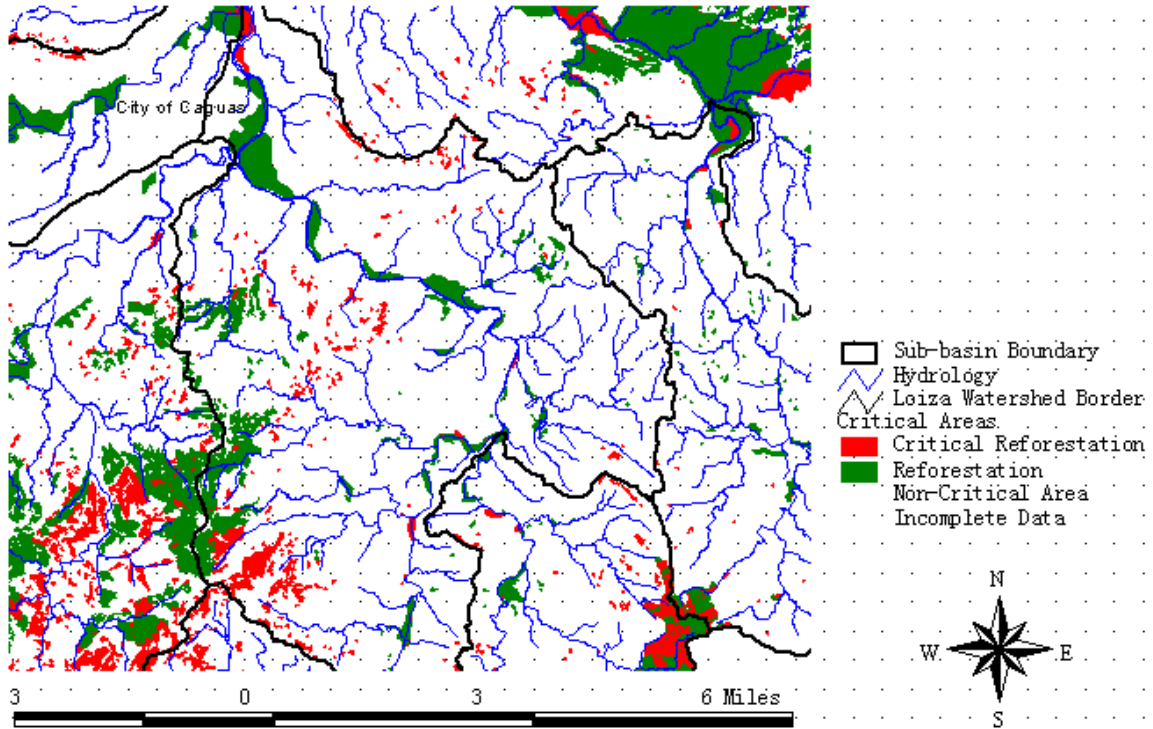 City of Caguas
Sub-basin Boundary
Hydrology
Loiza Watershed Border
Critical Areas
Critical Reforestation
Reforestation
Non-Critical Area
Incomplete Data
N
W E
S
3 0 3 6 Miles